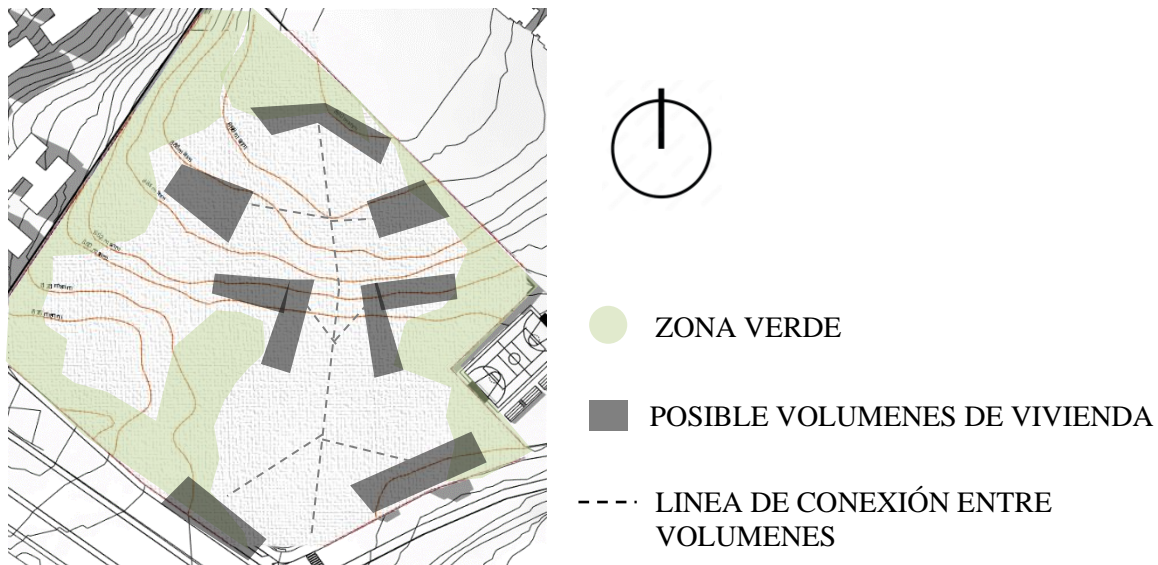 ZONA VERDE
POSIBLE VOLUMENES DE VIVIENDA
LINEA DE CONEXIÓN ENTRE
VOLUMENES